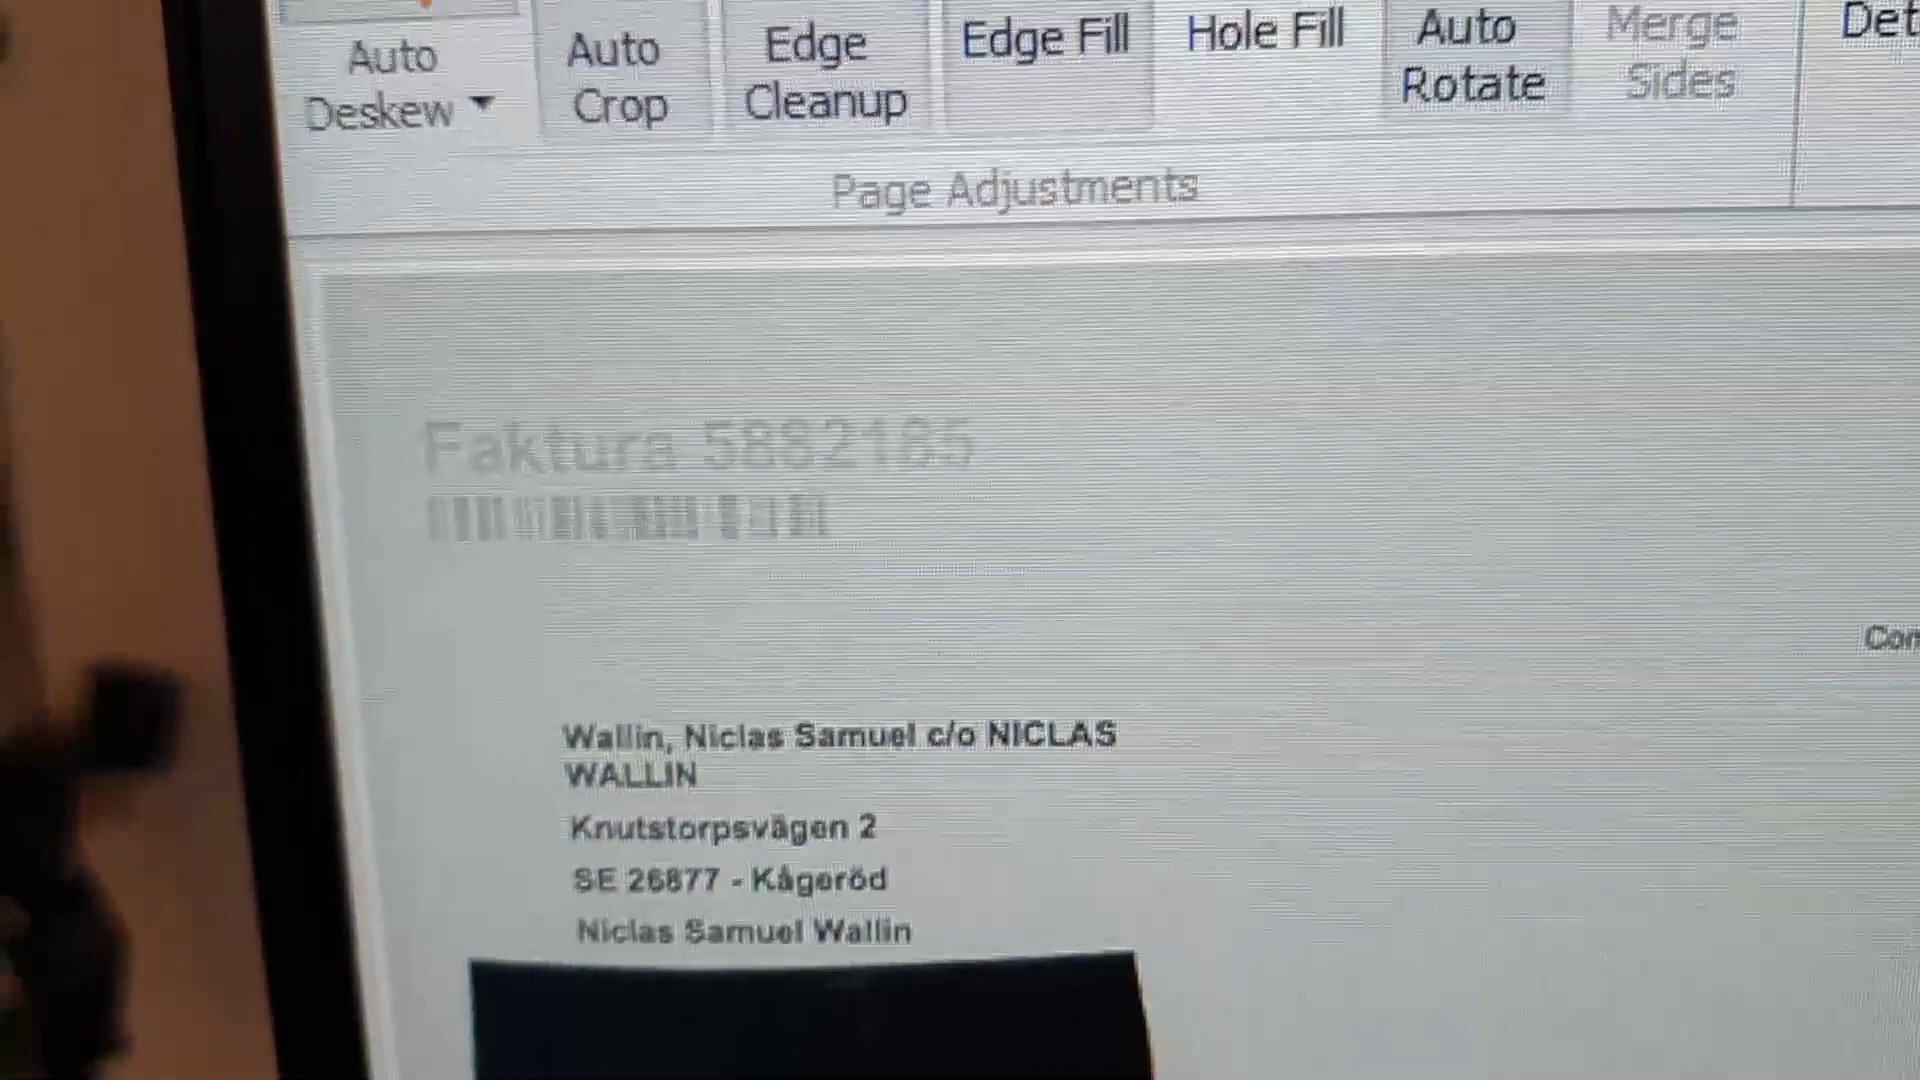 Auto Deskew
Auto Crop
Edge Cleanup
Edge Fill
Hole Fill
Auto Rotate
Merge Sides
Page Adjustments
Faktura 5882185
Wallin, Niclas Samuel c/o NICLAS
WALLIN
Knutstorpsvägen 2
SE 26877 - Kågeröd
Niclas Samuel Wallin